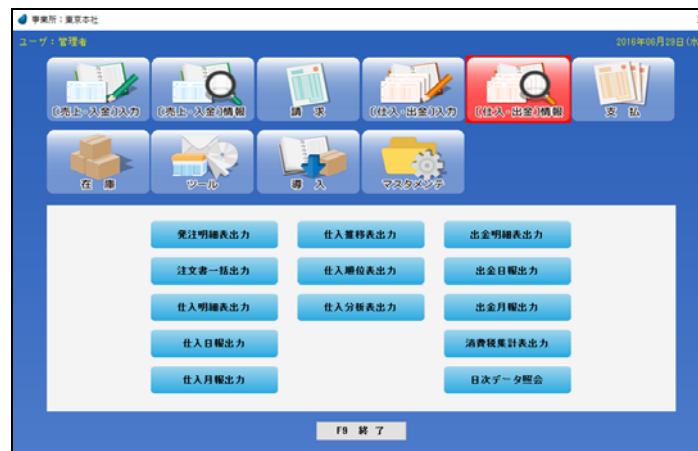 事業所：東京本社
ユーザ：管理者
2016年06月29日(水
[売上・入金]入力
[売上・入金]情報
請 求
[仕入・出金]入力
[仕入・出金]情報
支 払
在 庫
ツール
導 入
マスタメンテ
発注明細表出力 仕入推移表出力 出金明細表出力
注文書一括出力 仕入順位表出力 出金日報出力
仕入明細表出力 仕入分析表出力 出金月報出力
仕入日報出力 消費税集計表出力
仕入月報出力 日次データ照会
F9 終 了